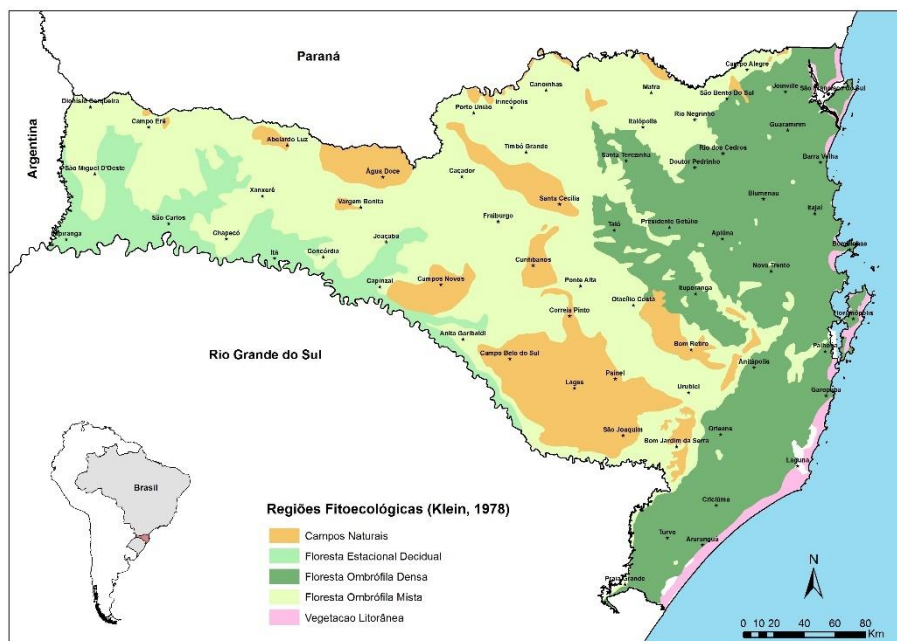 Paraná
Argentina
Rio Grande do Sul
Dionísio Cerqueira
Campo Erê
Abelardo Luz
Água Doce
São Miguel D'Oeste
Xanxerê
Vargem Bonita
São Carlos
Chapecó
Itá
Concórdia
Joaçaba
Capinzal
Campos Novos
Porto União
Irineópolis
Canoinhas
Timbó Grande
Caçador
Santa Cecília
Fraiburgo
Curitibanos
Ponte Alta
Correia Pinto
Otacílio Costa
Anita Garibaldi
Campo Belo do Sul
Lages
Painel
São Joaquim
Urubici
Bom Jardim da Serra
Bom Retiro
Mafra
Campo Alegre
São Bento Do Sul
Rio Negrinho
Joinville
São Francisco do Sul
Guaramirim
Santa Terezinha
Rio dos Cedros
Doutor Pedrinho
Barra Velha
Blumenau
Itajaí
Taió
Presidente Getúlio
Apiúna
Nova Trento
Ituporanga
Florianópolis
Palhoça
Anitápolis
Garopaba
Orleans
Laguna
Criciúma
Turvo
Araranguá
Praia Grande
Brasil
Regiões Fitoecológicas (Klein, 1978)
Campos Naturais
Floresta Estacional Decidual
Floresta Ombrófila Densa
Floresta Ombrófila Mista
Vegetacao Litorânea
N
0 10 20 40 60 80
Km